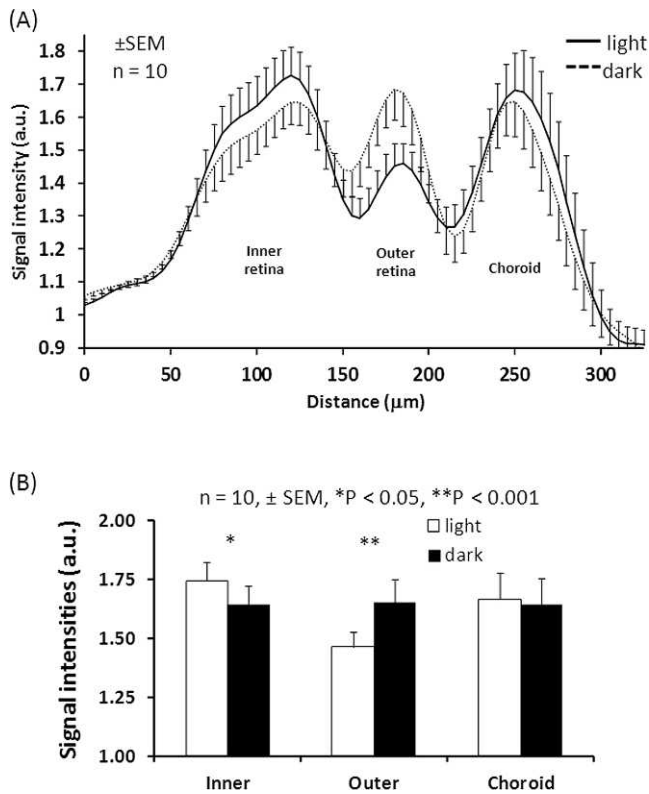 (A)
±SEM
n = 10
light
dark
Signal intensity (a.u.)
1.8
1.7
1.6
1.5
1.4
1.3
1.2
1.1
1
0.9
Inner
retina
Outer
retina
Choroid
0 50 100 150 200 250 300
Distance (μm)
(B)
n = 10, ± SEM, *P < 0.05, **P < 0.001
light
dark
Signal intensities (a.u.)
2.00
1.75
1.50
1.25
1.00
* **
Inner Outer Choroid